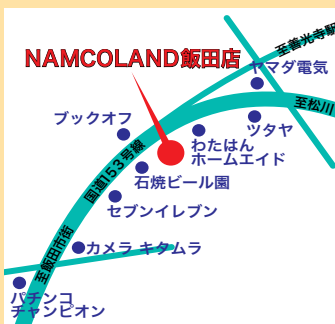 NAMCOLAND飯田店
至善光寺駅
ヤマダ電気
至松川
ブックオフ
ツタヤ
わたはん
ホームエイド
国道153号線
石焼ビール園
セブンイレブン
カメラ キタムラ
至飯田市街
パチンコ
チャンピオン